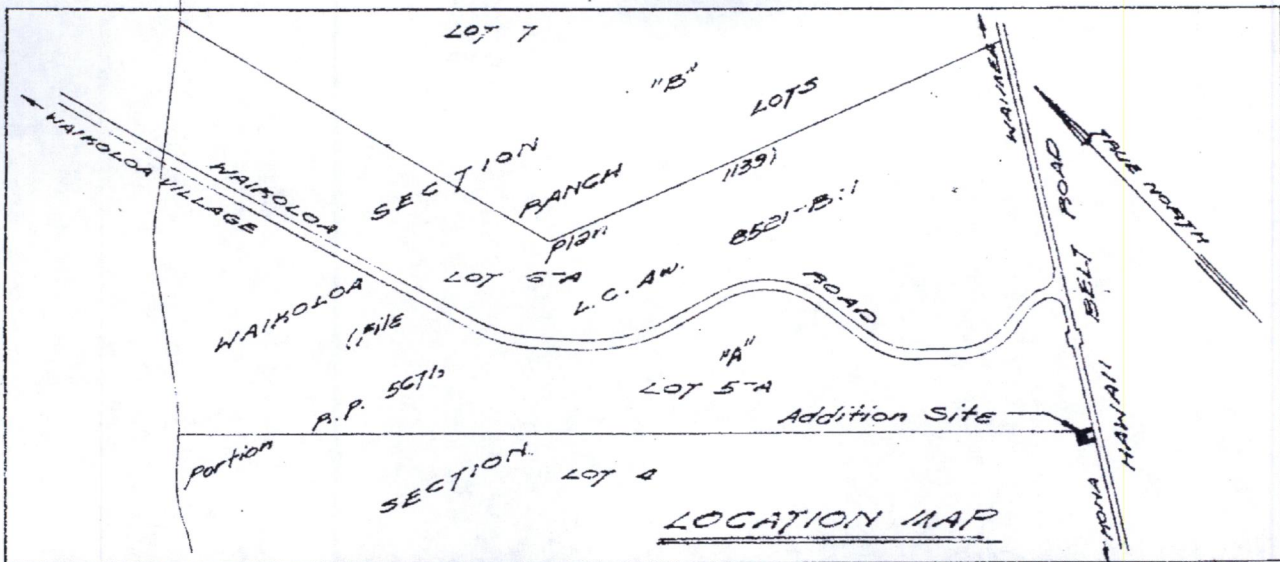 LOT 7
"B"
SECTION
WAIKOLOA RANCH LOTS
(File Plan 1139)
WAIMEA
TRUE NORTH
WAIKOLOA VILLAGE
WAIKOLOA ROAD
HAWAII BELT ROAD
LOT 5-A
R.P. 5671, L.C. Aw. 8521-B:1
"A"
LOT 5-A
Addition Site
Portion
SECTION
LOT 4
KONA
LOCATION MAP